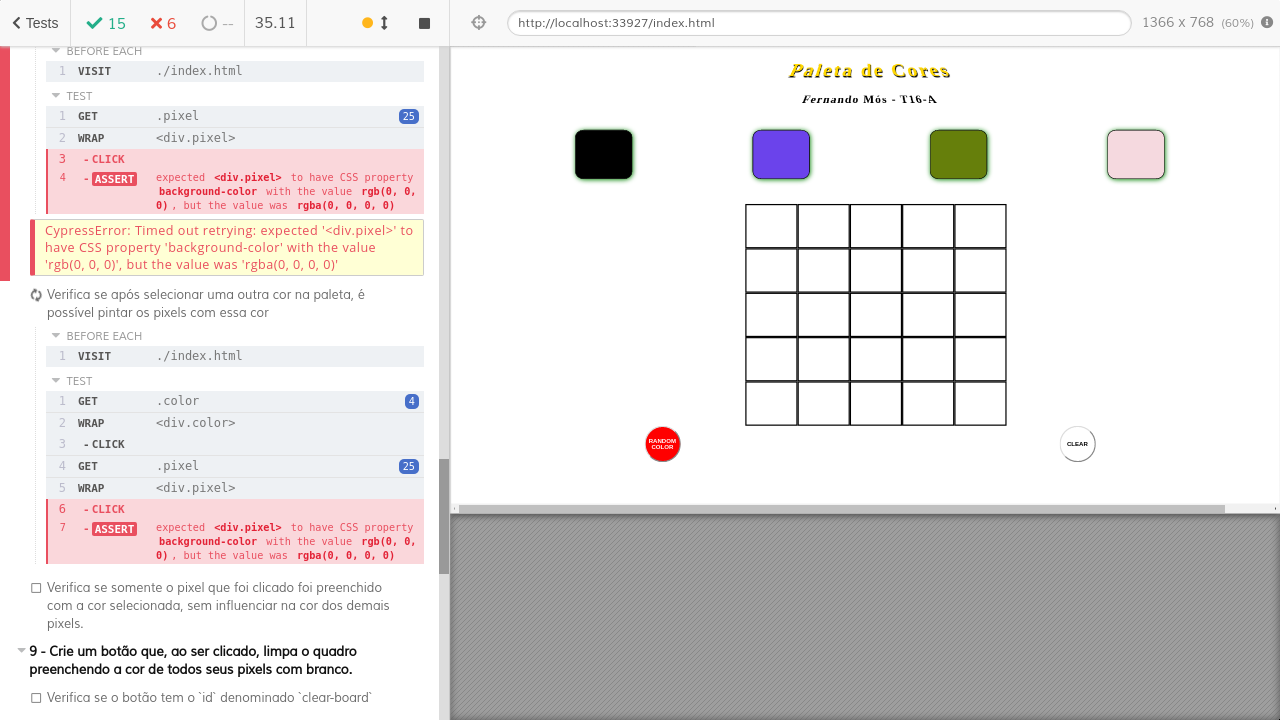 Tests
15
6
--
35.11
http://localhost:33927/index.html
1366 x 768 (60%)
BEFORE EACH
1 VISIT ./index.html
TEST
1 GET .pixel 25
2 WRAP <div.pixel>
3 - CLICK
4 - ASSERT expected <div.pixel> to have CSS property
background-color with the value rgb(0, 0,
0) , but the value was rgba(0, 0, 0, 0)
CypressError: Timed out retrying: expected '<div.pixel>' to
have CSS property 'background-color' with the value
'rgb(0, 0, 0)', but the value was 'rgba(0, 0, 0, 0)'
Verifica se após selecionar uma outra cor na paleta, é
possível pintar os pixels com essa cor
BEFORE EACH
1 VISIT ./index.html
TEST
1 GET .color 4
2 WRAP <div.color>
3 - CLICK
4 GET .pixel 25
5 WRAP <div.pixel>
6 - CLICK
7 - ASSERT expected <div.pixel> to have CSS property
background-color with the value rgb(0, 0,
0) , but the value was rgba(0, 0, 0, 0)
Verifica se somente o pixel que foi clicado foi preenchido
com a cor selecionada, sem influenciar na cor dos demais
pixels.
9 - Crie um botão que, ao ser clicado, limpa o quadro
preenchendo a cor de todos seus pixels com branco.
Verifica se o botão tem o `id` denominado `clear-board`
Paleta de Cores
Fernando Mós - T16-A
RANDOM
COLOR
CLEAR